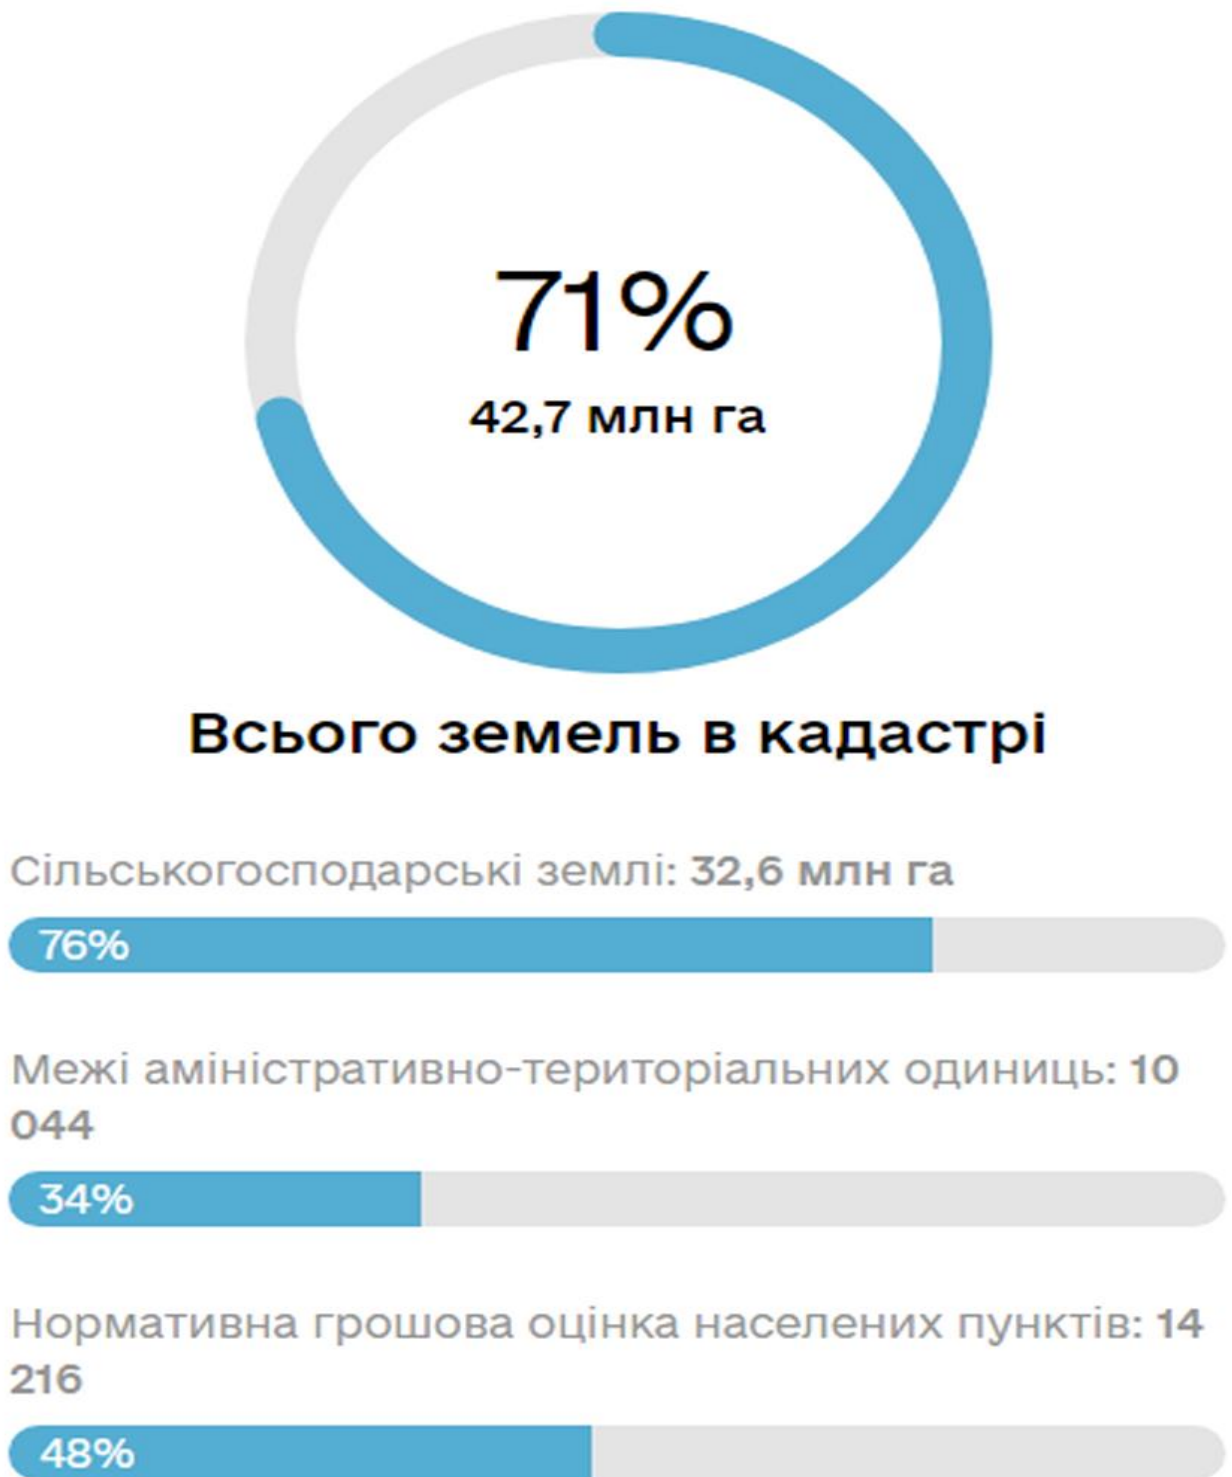 71%
42,7 млн га
Всього земель в кадастрі
Сільськогосподарські землі: 32,6 млн га
76%
Межі аміністративно-територіальних одиниць: 10
044
34%
Нормативна грошова оцінка населених пунктів: 14
216
48%